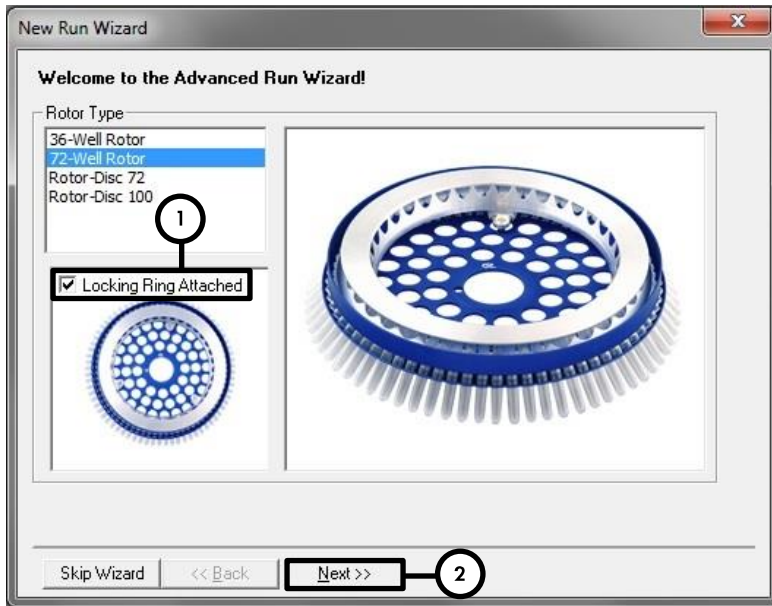 New Run Wizard
Welcome to the Advanced Run Wizard!
Rotor Type
36-Well Rotor
72-Well Rotor
Rotor-Disc 72
Rotor-Disc 100
1
Locking Ring Attached
Skip Wizard
<< Back
Next >>
2